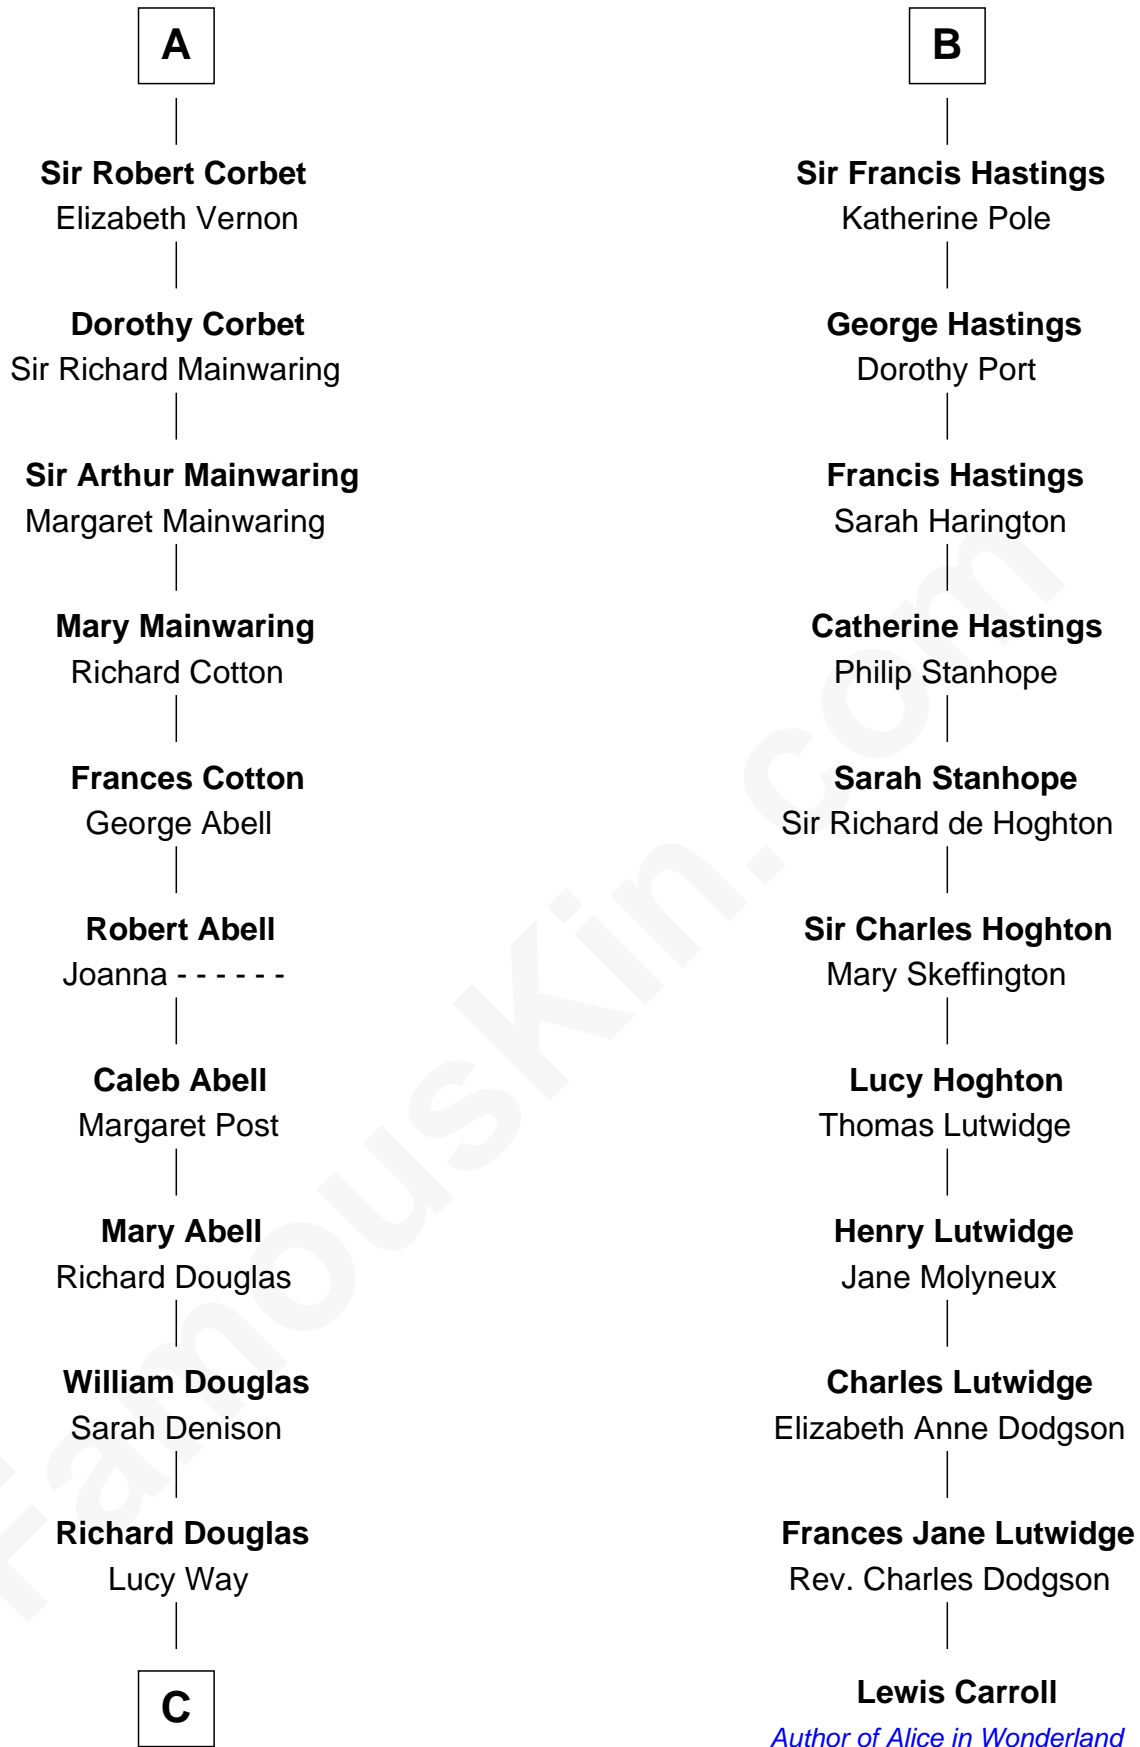 A
Sir Robert Corbet
Elizabeth Vernon
Dorothy Corbet
Sir Richard Mainwaring
Sir Arthur Mainwaring
Margaret Mainwaring
Mary Mainwaring
Richard Cotton
Frances Cotton
George Abell
Robert Abell
Joanna - - - - - -
Caleb Abell
Margaret Post
Mary Abell
Richard Douglas
William Douglas
Sarah Denison
Richard Douglas
Lucy Way
C
B
Sir Francis Hastings
Katherine Pole
George Hastings
Dorothy Port
Francis Hastings
Sarah Harington
Catherine Hastings
Philip Stanhope
Sarah Stanhope
Sir Richard de Hoghton
Sir Charles Hoghton
Mary Skeffington
Lucy Hoghton
Thomas Lutwidge
Henry Lutwidge
Jane Molyneux
Charles Lutwidge
Elizabeth Anne Dodgson
Frances Jane Lutwidge
Rev. Charles Dodgson
Lewis Carroll
Author of Alice in Wonderland
FamousKin.com